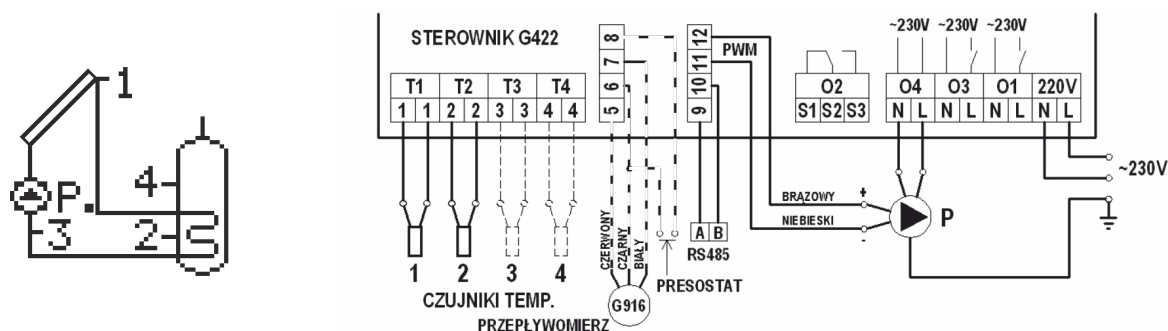 1
P.
4
3
2
STEROWNIK G422
T1 T2 T3 T4
1 1 2 2 3 3 4 4
8
7
6
5
12
11
10
9
PWM
~230V ~230V ~230V
O2 O4 O3 O1 220V
S1 S2 S3 N L N L N L N L
~230V
BRĄZOWY +
NIEBIESKI -
P
CZERWONY
CZARNY
BIAŁY
A B
RS485
1 2 3 4
CZUJNIKI TEMP.
PRESOSTAT
G916
PRZEPŁYWOMIERZ